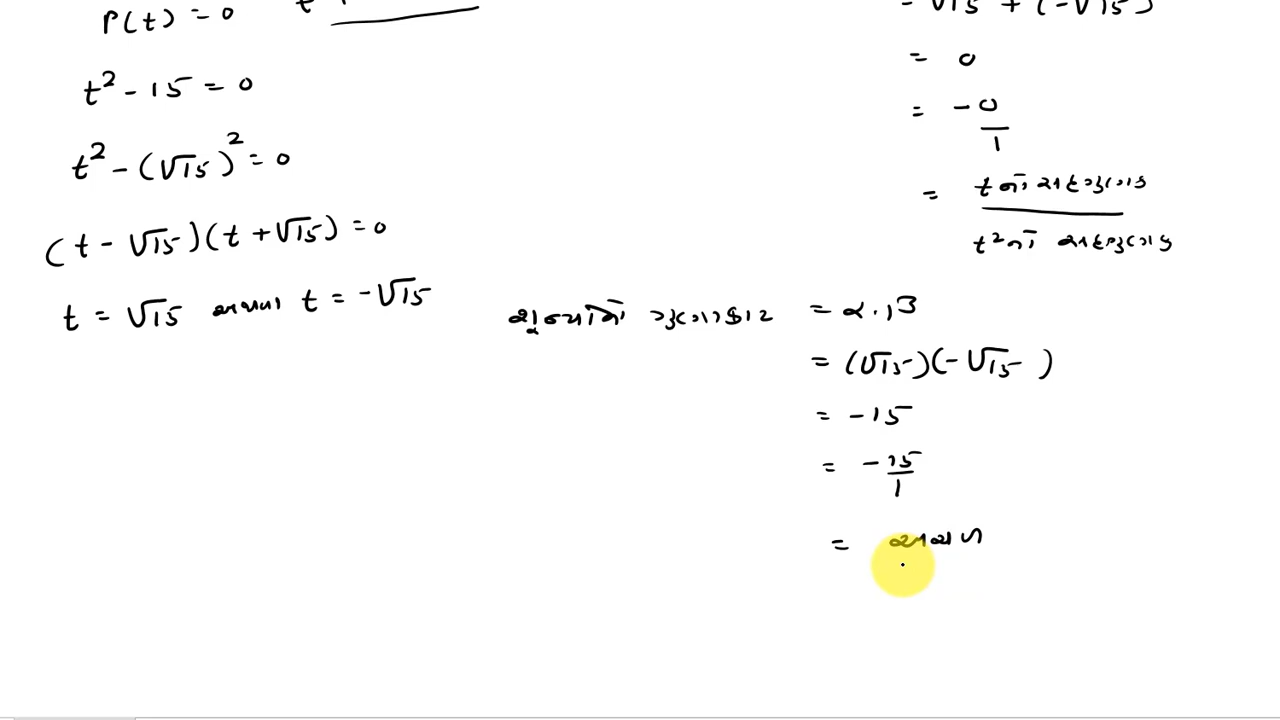 P(t) = 0
t² - 15 = 0
t² - (√15)² = 0
(t - √15)(t + √15) = 0
t = √15 અથવા t = -√15
= √15 + (-√15)
= 0
= -0/1
= tનો સહગુણક / t²નો સહગુણક
શૂન્યોનો ગુણાકાર = α.β
= (√15)(-√15)
= -15
= -15/1
= અચળ